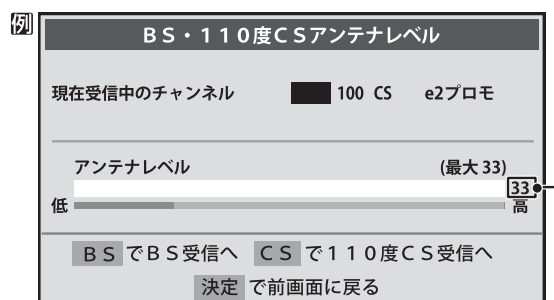 例
BS・110度CSアンテナレベル
現在受信中のチャンネル 100 CS e2プロモ
アンテナレベル (最大33)
33
低 高
BS でBS受信へ CS で110度CS受信へ
決定 で前画面に戻る